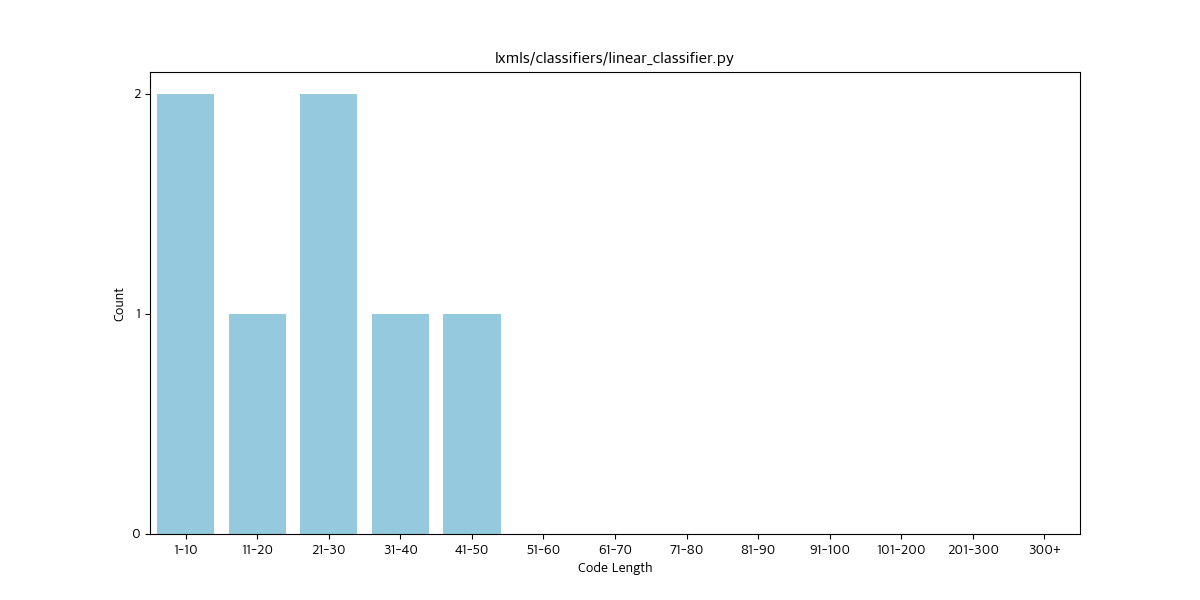 lxmls/classifiers/linear_classifier.py
2
1
0
Count
1-10 11-20 21-30 31-40 41-50 51-60 61-70 71-80 81-90 91-100 101-200 201-300 300+
Code Length